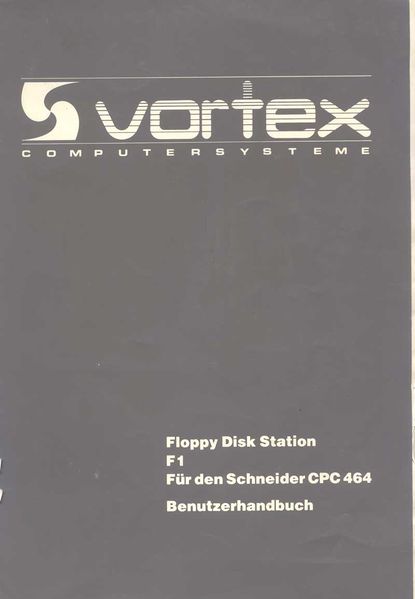 vortex
COMPUTERSYSTEME
Floppy Disk Station
F1
Für den Schneider CPC 464
Benutzerhandbuch